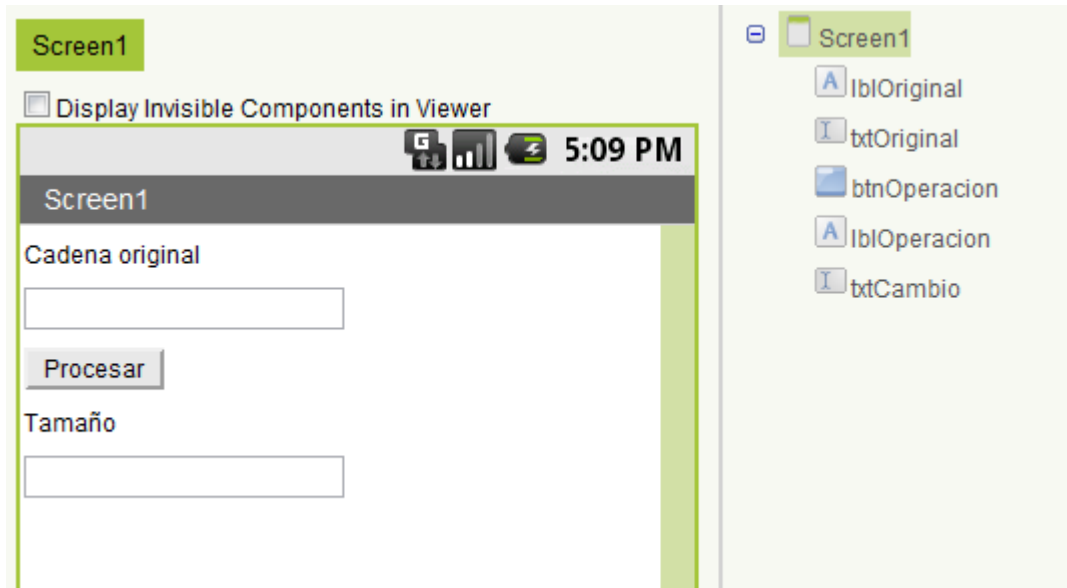 Screen1
Display Invisible Components in Viewer
G 5:09 PM
Screen1
Cadena original
Procesar
Tamaño
Screen1
A lblOriginal
txtOriginal
btnOperacion
A lblOperacion
txtCambio